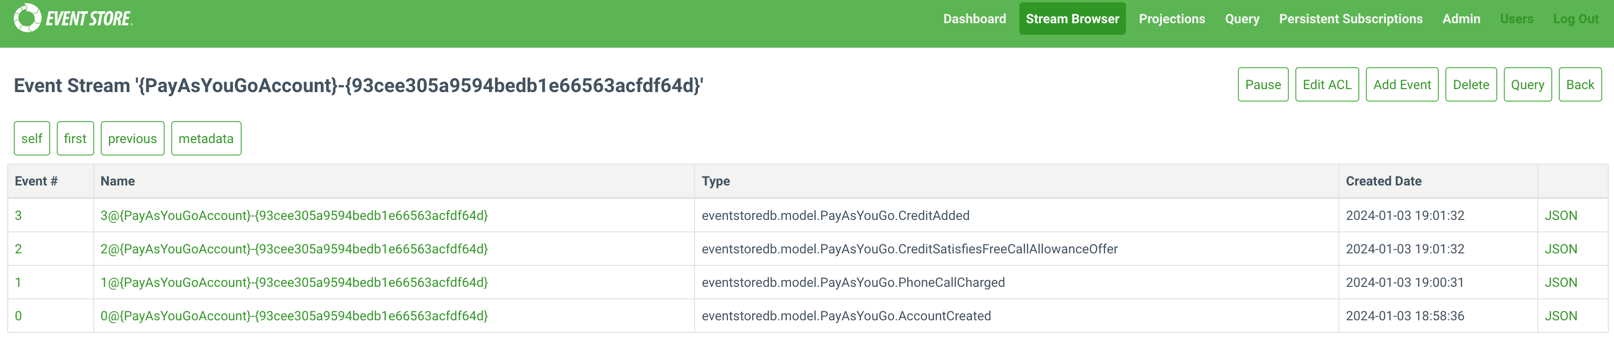 EVENT STORE.
Dashboard Stream Browser Projections Query Persistent Subscriptions Admin Users Log Out
Event Stream '{PayAsYouGoAccount}-{93cee305a9594bedb1e66563acfdf64d}'
Pause Edit ACL Add Event Delete Query Back
self first previous metadata
Event # Name Type Created Date
3 3@{PayAsYouGoAccount}-{93cee305a9594bedb1e66563acfdf64d} eventstoredb.model.PayAsYouGo.CreditAdded 2024-01-03 19:01:32 JSON
2 2@{PayAsYouGoAccount}-{93cee305a9594bedb1e66563acfdf64d} eventstoredb.model.PayAsYouGo.CreditSatisfiesFreeCallAllowanceOffer 2024-01-03 19:01:32 JSON
1 1@{PayAsYouGoAccount}-{93cee305a9594bedb1e66563acfdf64d} eventstoredb.model.PayAsYouGo.PhoneCallCharged 2024-01-03 19:00:31 JSON
0 0@{PayAsYouGoAccount}-{93cee305a9594bedb1e66563acfdf64d} eventstoredb.model.PayAsYouGo.AccountCreated 2024-01-03 18:58:36 JSON